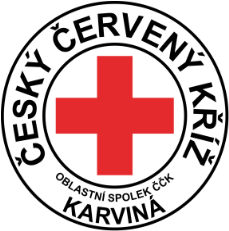 ČESKÝ ČERVENÝ KŘÍŽ
OBLASTNÍ SPOLEK ČČK
KARVINÁ